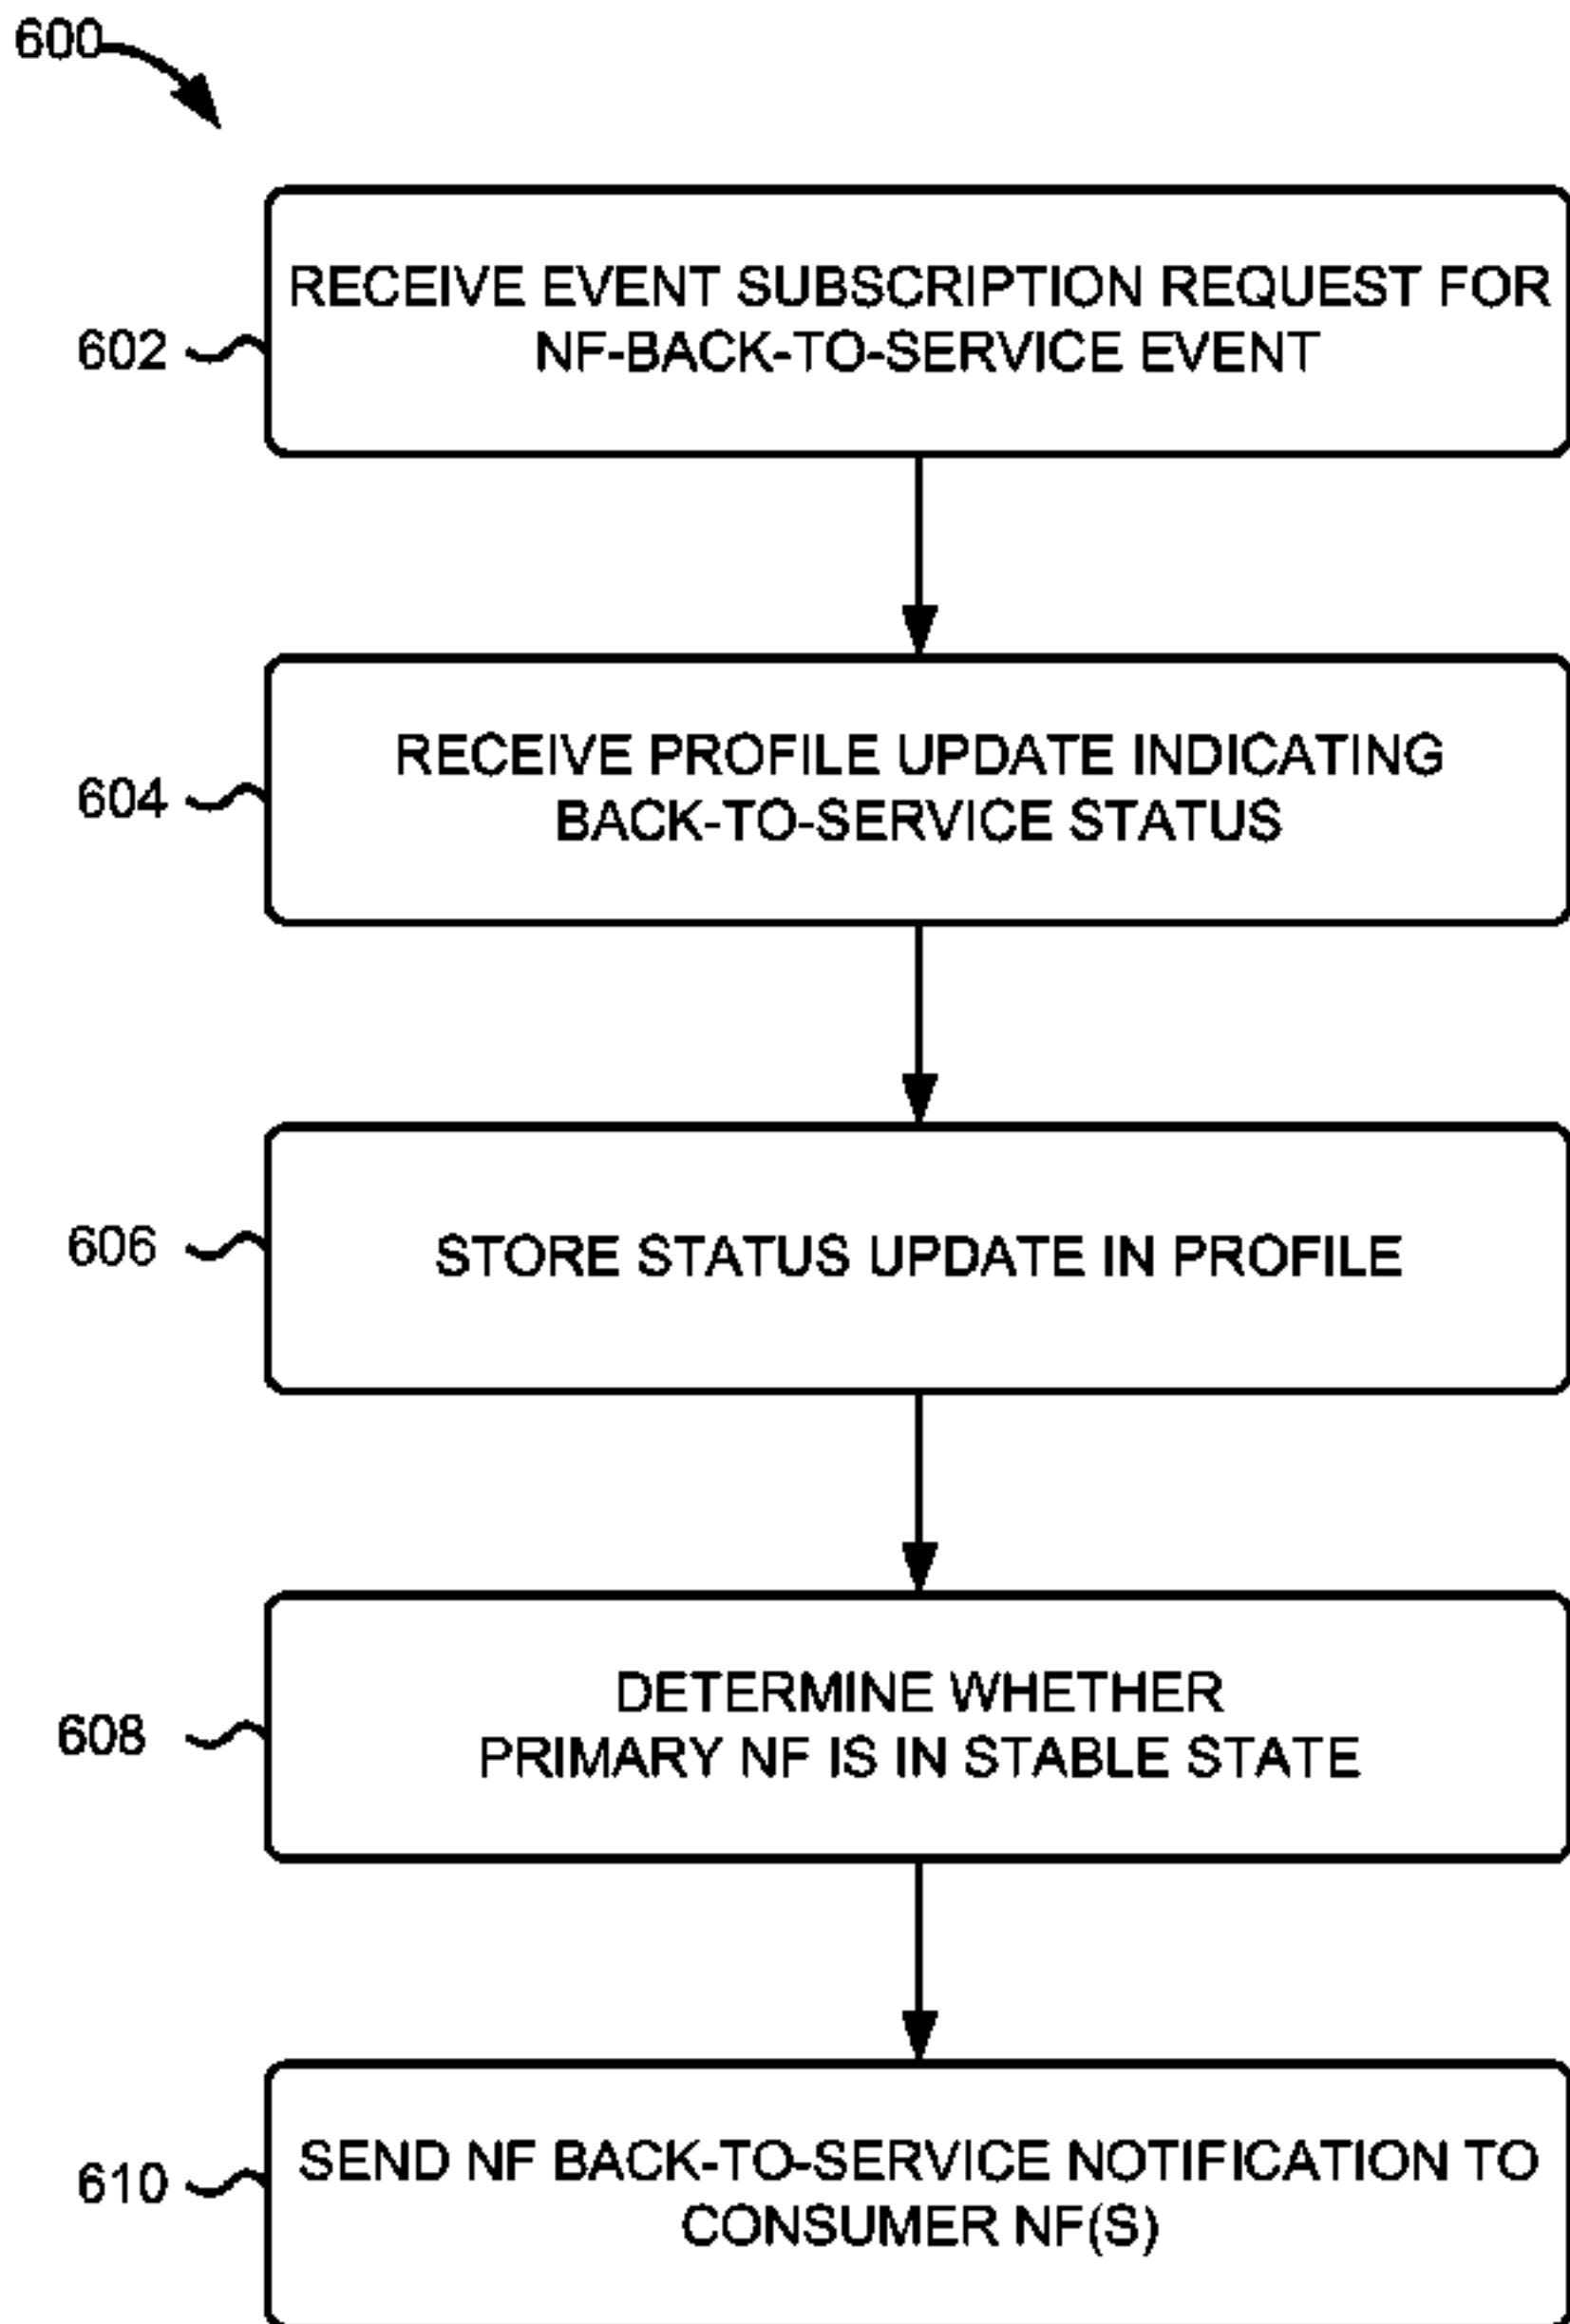 600
RECEIVE EVENT SUBSCRIPTION REQUEST FOR
NF-BACK-TO-SERVICE EVENT
602
RECEIVE PROFILE UPDATE INDICATING
BACK-TO-SERVICE STATUS
604
STORE STATUS UPDATE IN PROFILE
606
DETERMINE WHETHER
PRIMARY NF IS IN STABLE STATE
608
SEND NF BACK-TO-SERVICE NOTIFICATION TO
CONSUMER NF(S)
610